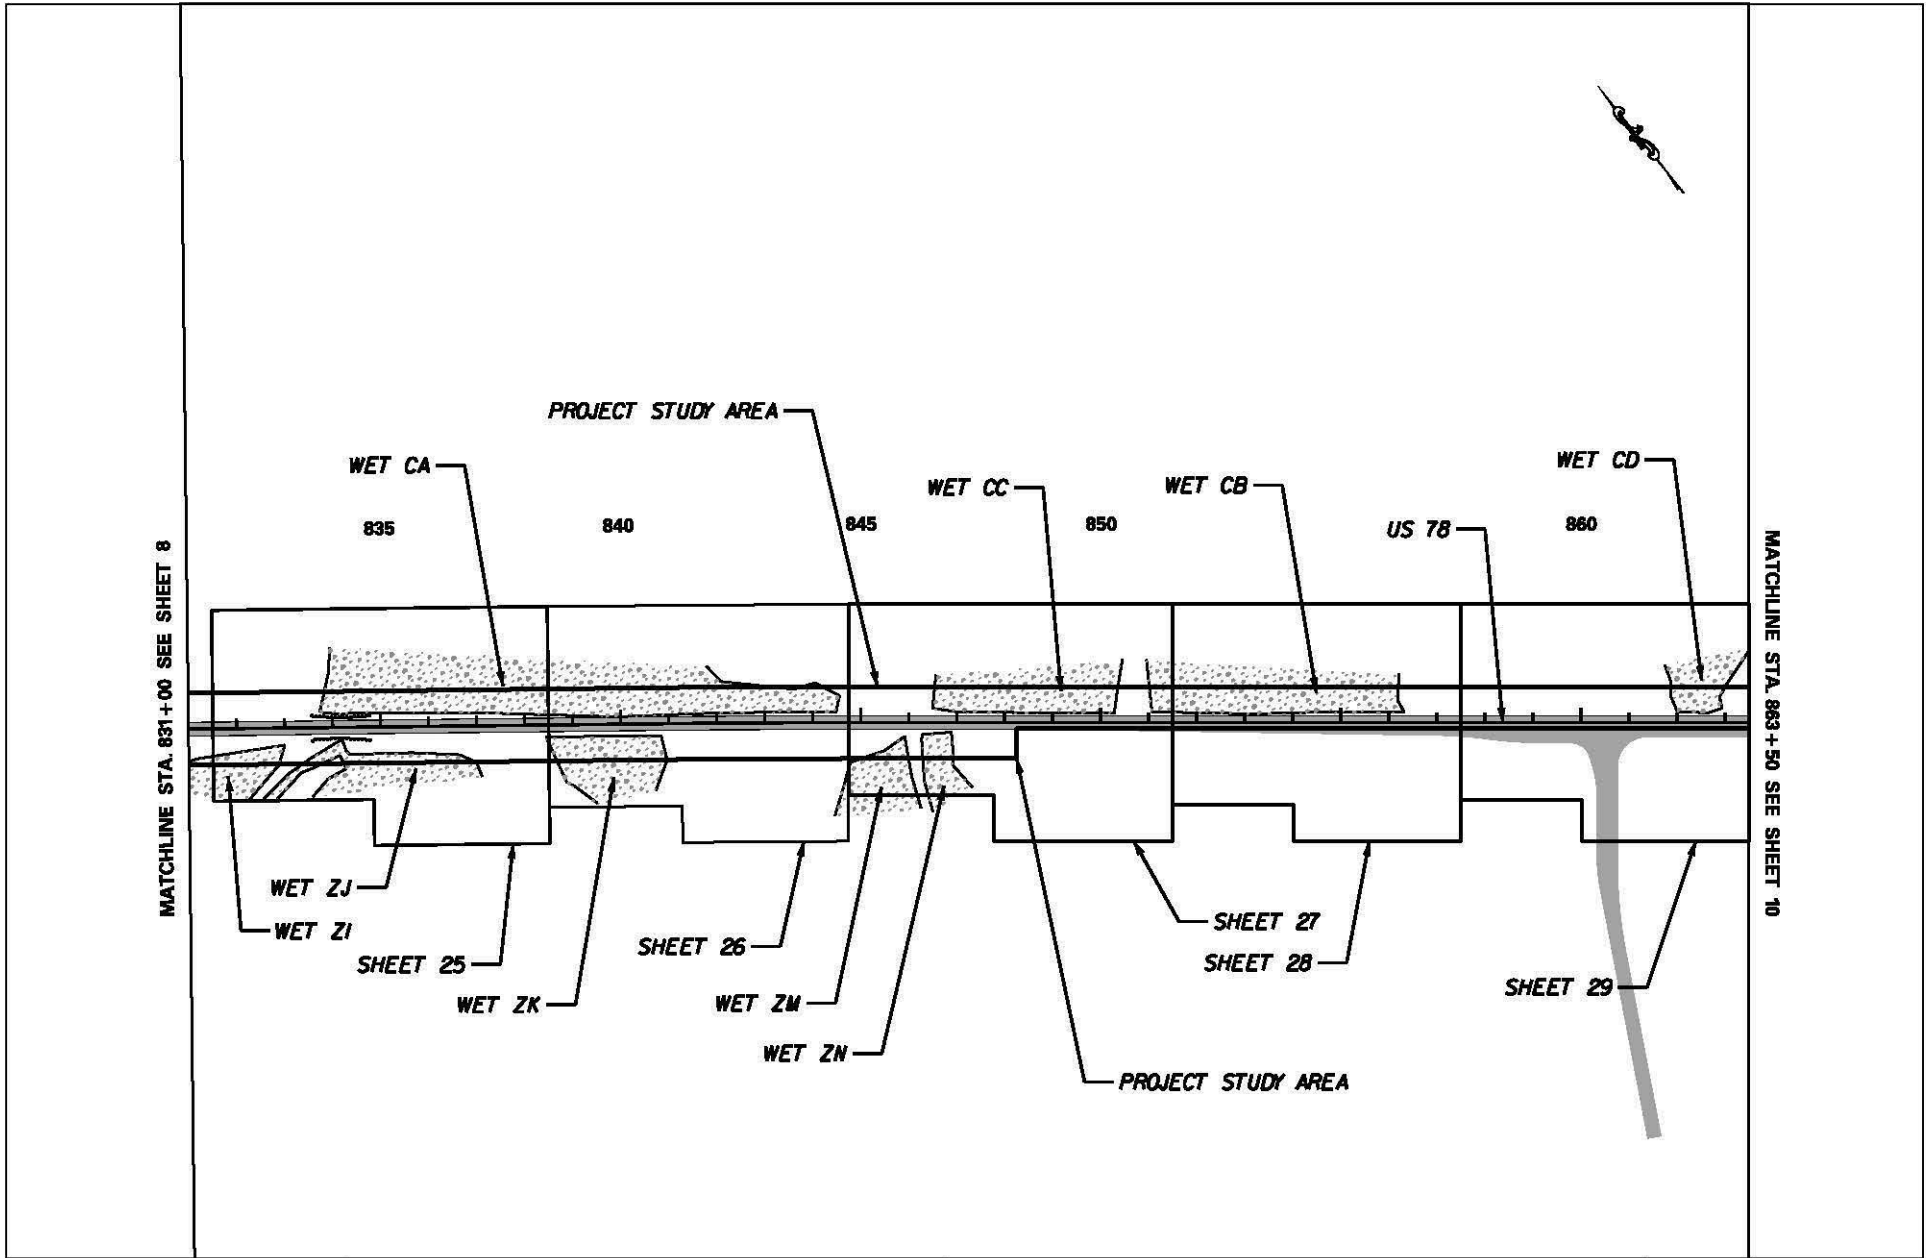 PROJECT STUDY AREA
WET CA
WET CD
WET CC
WET CB
835
840
845
850
US 78
860
MATCHLINE STA. 831+00 SEE SHEET 8
MATCHLINE STA. 863+50 SEE SHEET 10
WET ZJ
WET ZI
SHEET 25
SHEET 26
SHEET 27
SHEET 28
SHEET 29
WET ZK
WET ZM
WET ZN
PROJECT STUDY AREA